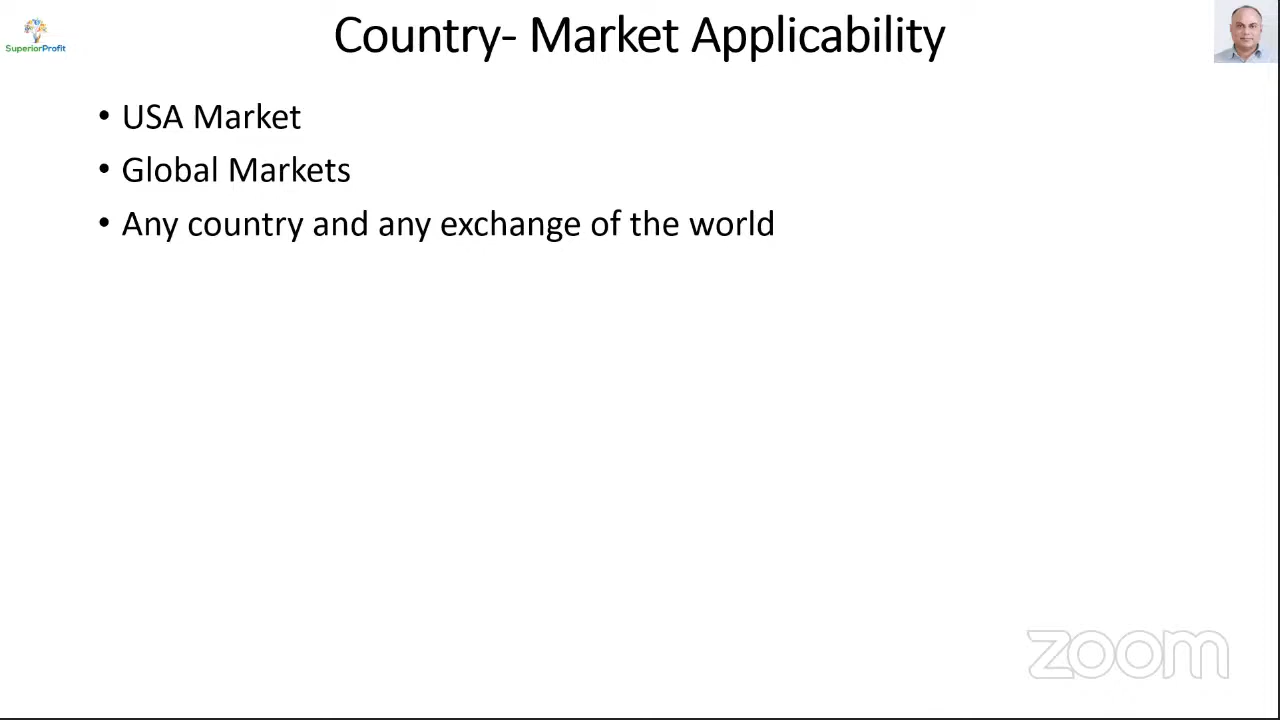 SuperiorProfit
Country- Market Applicability
• USA Market
• Global Markets
• Any country and any exchange of the world
zoom